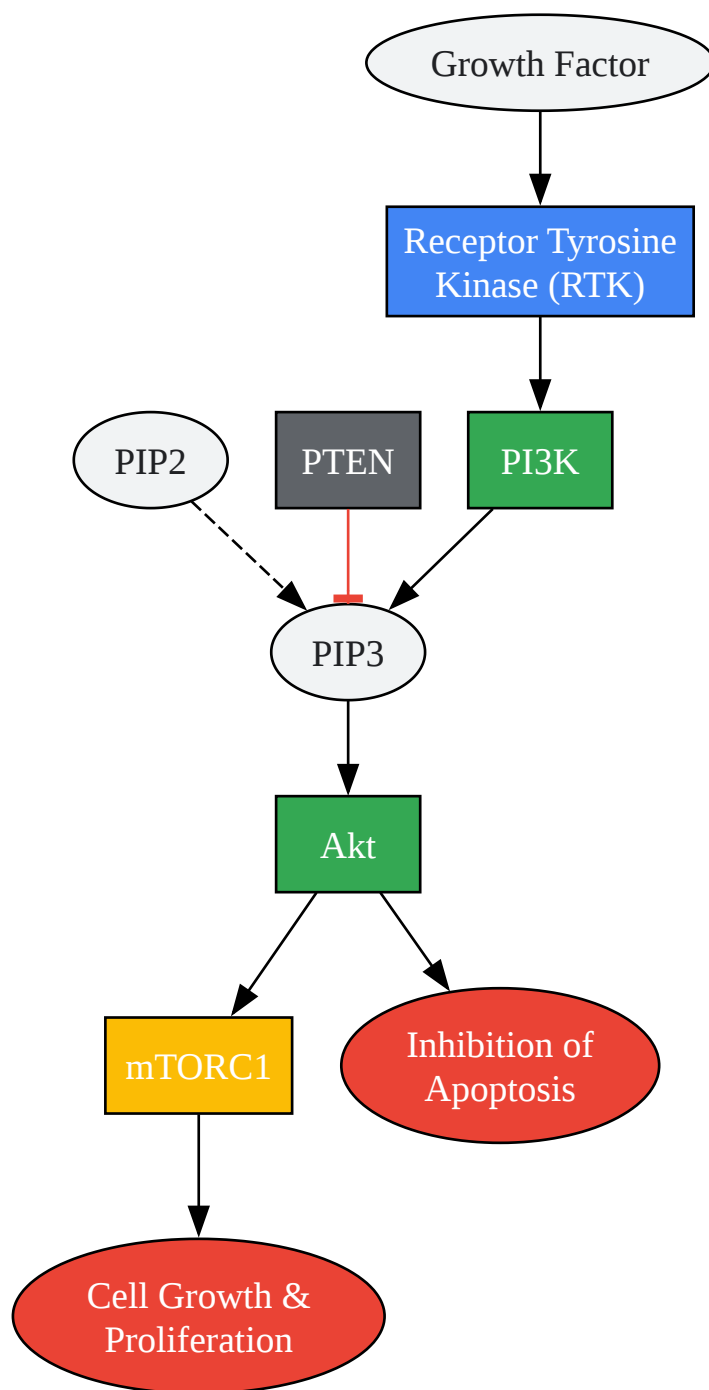 Growth Factor
Receptor Tyrosine
Kinase (RTK)
PIP2
PTEN
PI3K
PIP3
Akt
mTORC1
Inhibition of
Apoptosis
Cell Growth &
Proliferation